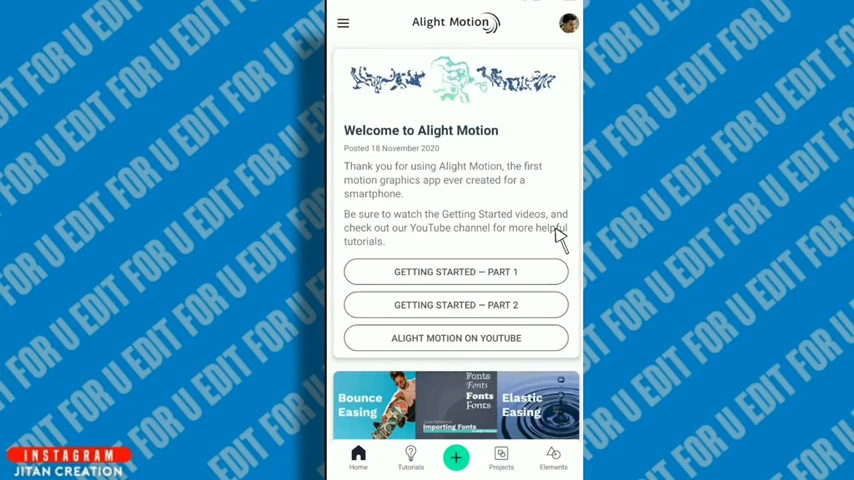 Alight Motion
Welcome to Alight Motion
Posted 18 November 2020
Thank you for using Alight Motion, the first
motion graphics app ever created for a
smartphone.
Be sure to watch the Getting Started videos, and
check out our YouTube channel for more helpful
tutorials.
GETTING STARTED — PART 1
GETTING STARTED — PART 2
ALIGHT MOTION ON YOUTUBE
Bounce
Easing
Fonts
Fonts
Fonts
Fonts
Importing Fonts
Elastic
Easing
Home
Tutorials
Projects
Elements
INSTAGRAM
JITAN CREATION
EDIT FOR U EDIT FOR U EDIT FOR U